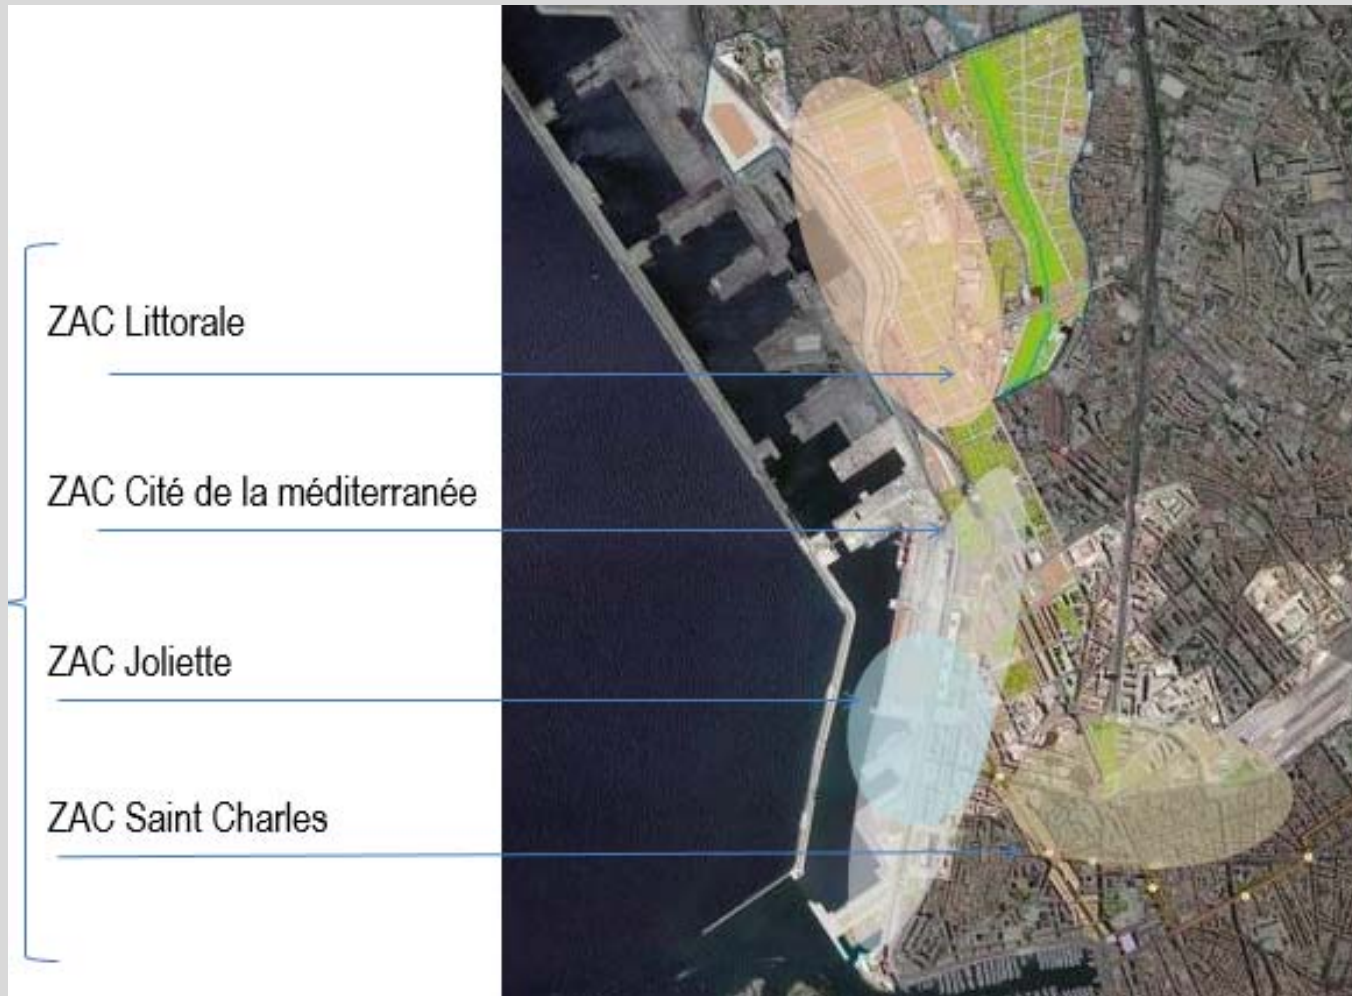 ZAC Littorale
ZAC Cité de la méditerranée
ZAC Joliette
ZAC Saint Charles